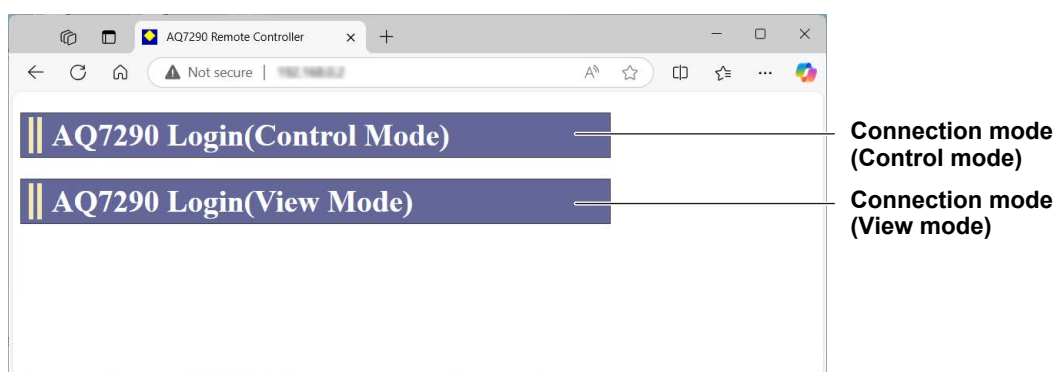 AQ7290 Remote Controller
Not secure
AQ7290 Login(Control Mode)
AQ7290 Login(View Mode)
Connection mode
(Control mode)
Connection mode
(View mode)